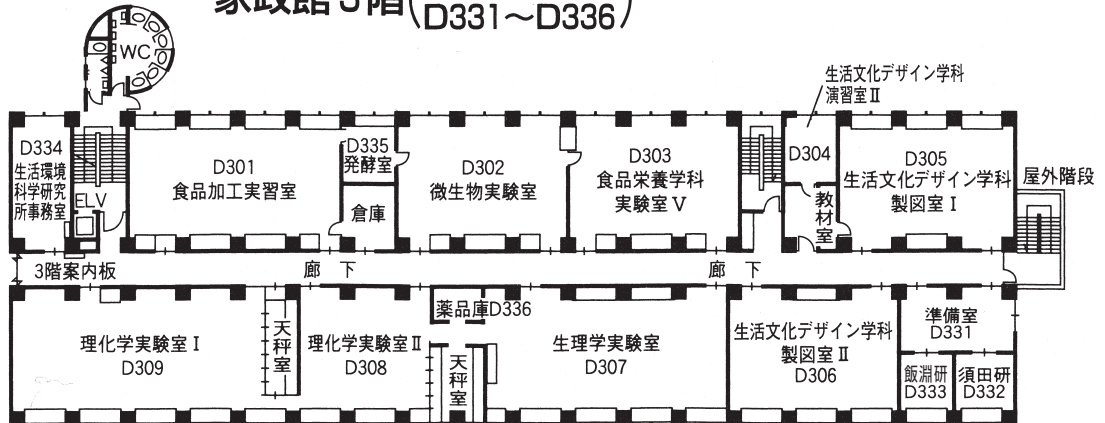 家政館3階(D331〜D336)
WC
生活文化デザイン学科
演習室Ⅱ
D334
生活環境
科学研究
所事務室
ELV
D301
食品加工実習室
D335
発酵室
倉庫
D302
微生物実験室
D303
食品栄養学科
実験室Ⅴ
D304
教材室
D305
生活文化デザイン学科
製図室Ⅰ
屋外階段
3階案内板
廊下
廊下
理化学実験室Ⅰ
D309
天秤室
理化学実験室Ⅱ
D308
薬品庫D336
天秤室
生理学実験室
D307
生活文化デザイン学科
製図室Ⅱ
D306
準備室
D331
飯淵研
D333
須田研
D332